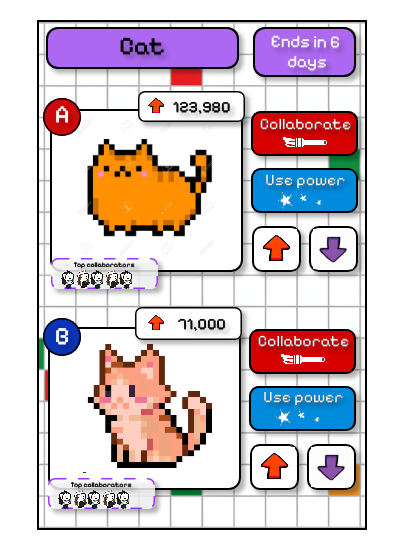 Cat
Ends in 6
days
A
123,980
Collaborate
Use power
Top collaborators
B
71,000
Collaborate
Use power
Top collaborators